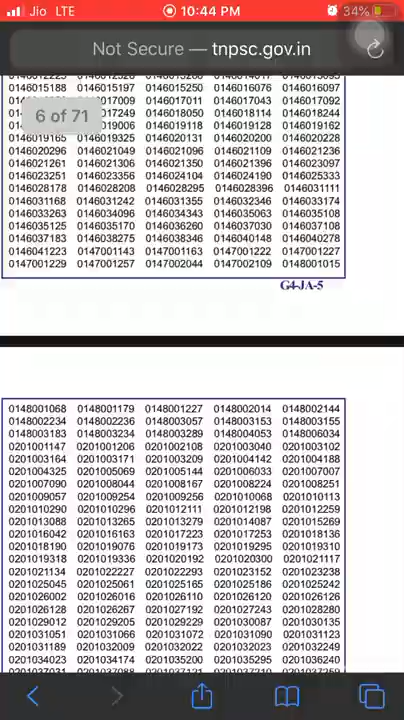 Jio LTE 10:44 PM 34%
Not Secure — tnpsc.gov.in
6 of 71
0146015188 0146015197 0146015250 0146016076 0146016097
0146017009 0146017011 0146017043 0146017092
0146018050 0146018114 0146018244
0146019118 0146019128 0146019162
0146019165 0146019325 0146020131 0146020200 0146020228
0146020296 0146021049 0146021096 0146021109 0146021236
0146021261 0146021306 0146021350 0146021396 0146023097
0146023251 0146023356 0146024104 0146024190 0146025333
0146028178 0146028208 0146028295 0146028396 0146031111
0146031168 0146031242 0146031355 0146032346 0146033174
0146033263 0146034096 0146034343 0146035063 0146035108
0146035125 0146035170 0146036260 0146037030 0146037108
0146037183 0146038275 0146038346 0146040148 0146040278
0146041223 0147001143 0147001163 0147001222 0147001227
0147001229 0147001257 0147002044 0147002109 0148001015
G4-JA-5
0148001068 0148001179 0148001227 0148002014 0148002144
0148002234 0148002236 0148003057 0148003153 0148003155
0148003183 0148003234 0148003289 0148004053 0148006034
0201001147 0201001206 0201002108 0201003040 0201003102
0201003164 0201003171 0201003209 0201004142 0201004188
0201004325 0201005069 0201005144 0201006033 0201007007
0201007090 0201008044 0201008167 0201008224 0201008251
0201009057 0201009254 0201009256 0201010068 0201010113
0201010290 0201010296 0201012111 0201012198 0201012259
0201013088 0201013265 0201013279 0201014087 0201015269
0201016042 0201016163 0201017223 0201017253 0201018136
0201018190 0201019076 0201019173 0201019295 0201019310
0201019318 0201019336 0201020192 0201020300 0201021117
0201021134 0201022227 0201022293 0201023152 0201023238
0201025045 0201025061 0201025165 0201025186 0201025242
0201026002 0201026016 0201026110 0201026120 0201026126
0201026128 0201026267 0201027192 0201027243 0201028280
0201029012 0201029205 0201029229 0201030087 0201030135
0201031051 0201031066 0201031072 0201031090 0201031123
0201031189 0201032009 0201032022 0201032023 0201032249
0201034023 0201034174 0201035200 0201035295 0201036240